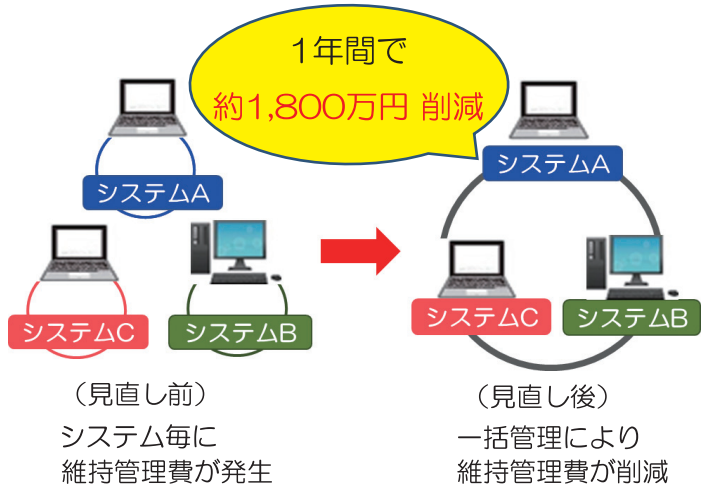 1年間で
約1,800万円 削減
システムA
システムC
システムB
（見直し前）
システム毎に
維持管理費が発生
システムA
システムC
システムB
（見直し後）
一括管理により
維持管理費が削減